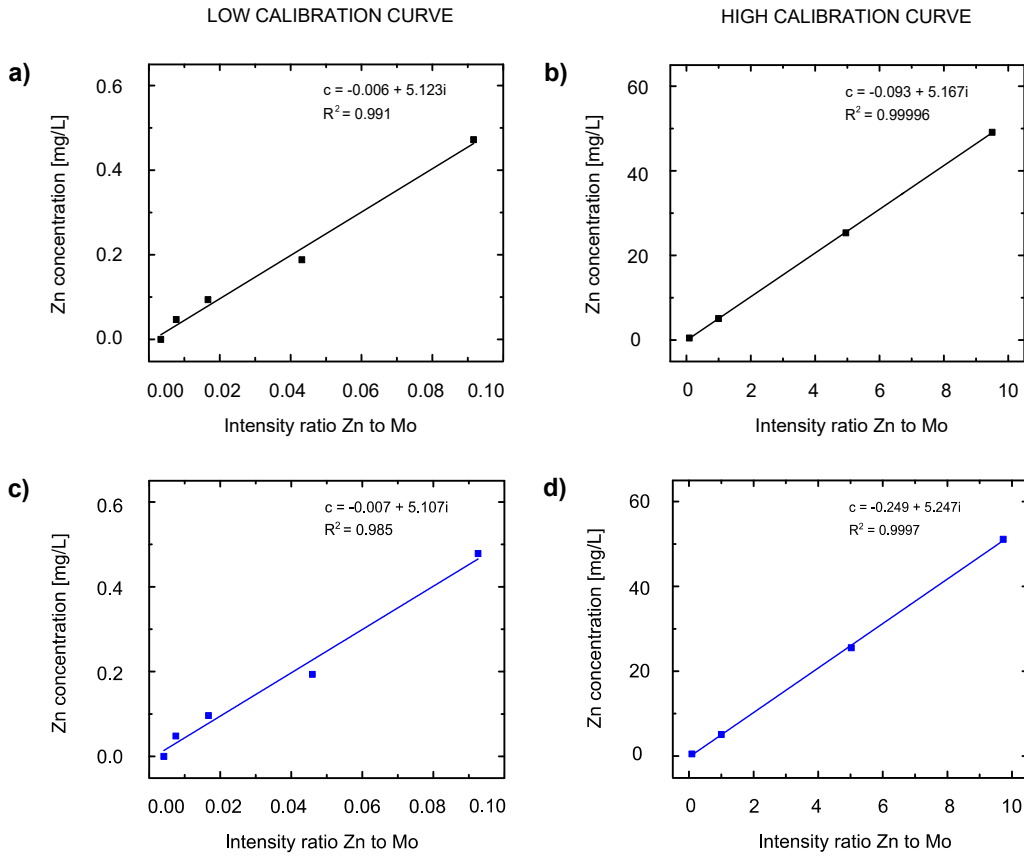 LOW CALIBRATION CURVE
HIGH CALIBRATION CURVE
a)
c = -0.006 + 5.123i
R² = 0.991
Zn concentration [mg/L]
0.6
0.4
0.2
0.0
0.00 0.02 0.04 0.06 0.08 0.10
Intensity ratio Zn to Mo
b)
c = -0.093 + 5.167i
R² = 0.99996
Zn concentration [mg/L]
60
40
20
0
0 2 4 6 8 10
Intensity ratio Zn to Mo
c)
c = -0.007 + 5.107i
R² = 0.985
Zn concentration [mg/L]
0.6
0.4
0.2
0.0
0.00 0.02 0.04 0.06 0.08 0.10
Intensity ratio Zn to Mo
d)
c = -0.249 + 5.247i
R² = 0.9997
Zn concentration [mg/L]
60
40
20
0
0 2 4 6 8 10
Intensity ratio Zn to Mo